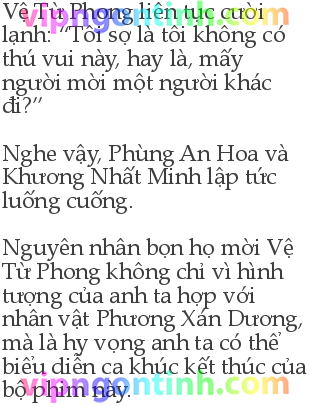 Vệ Từ Phong liên tục cười
vipngontinh.com
lạnh: “Tôi sợ là tôi không có
thú vui này, hay là, mấy
người mời một người khác
đi?”
Nghe vậy, Phùng An Hoa và
Khương Nhất Minh lập tức
luống cuống.
Nguyên nhân bọn họ mời Vệ
Từ Phong không chỉ vì hình
tượng của anh ta hợp với
nhân vật Phương Xán Dương,
mà là hy vọng anh ta có thể
biểu diễn ca khúc kết thúc của
bộ phim này.
vipngontinh.com